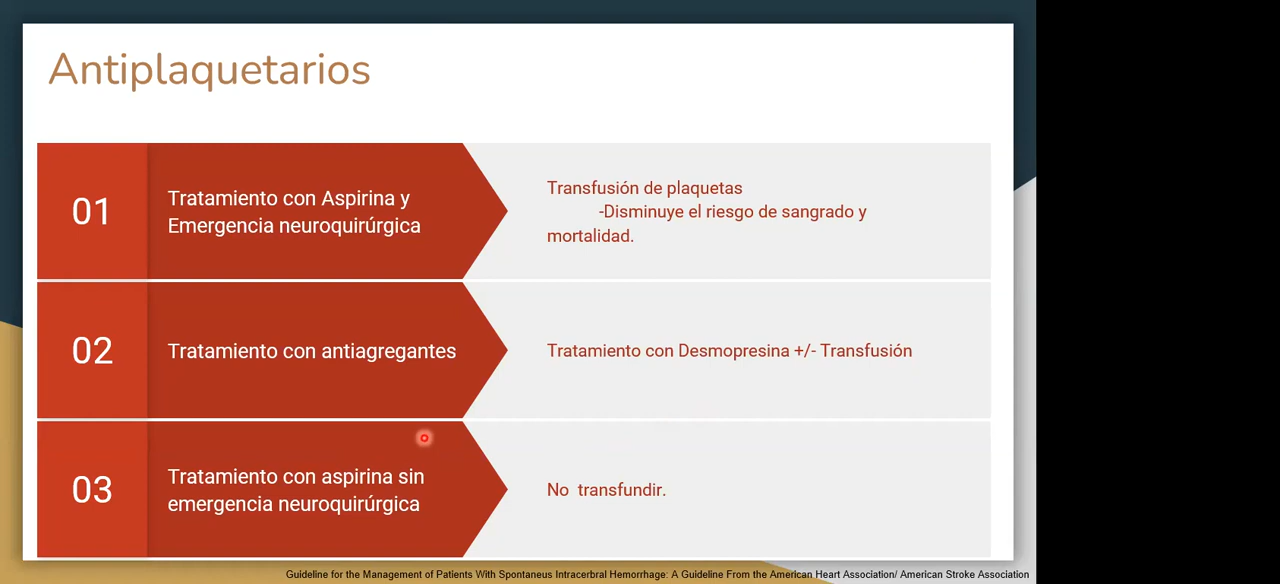 Antiplaquetarios
01
Tratamiento con Aspirina y
Emergencia neuroquirúrgica
Transfusión de plaquetas
-Disminuye el riesgo de sangrado y
mortalidad.
02
Tratamiento con antiagregantes
Tratamiento con Desmopresina +/- Transfusión
03
Tratamiento con aspirina sin
emergencia neuroquirúrgica
No transfundir.
Guideline for the Management of Patients With Spontaneus Intracerbral Hemorrhage: A Guideline From the American Heart Association/ American Stroke Association